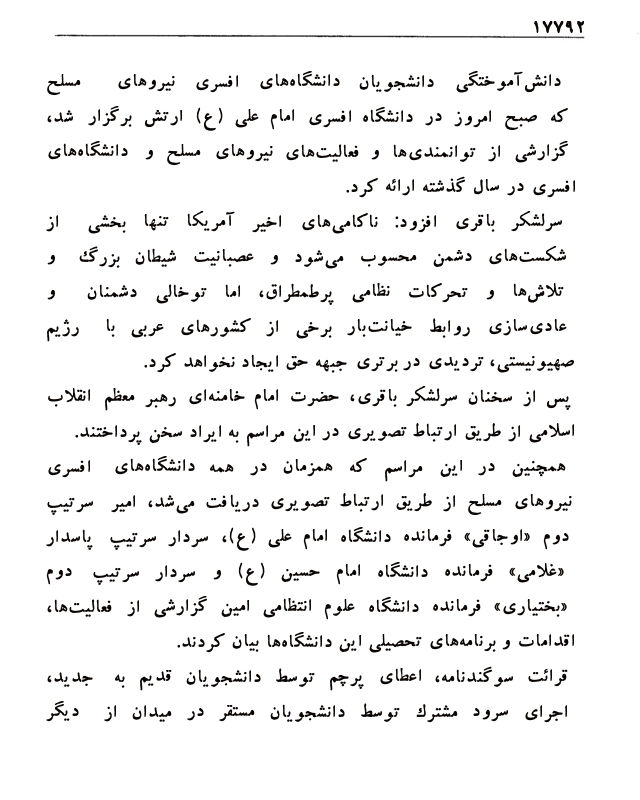 ۱۷۷۹۲
دانش‌آموختگی دانشجویان دانشگاه‌های افسری نیروهای مسلح
که صبح امروز در دانشگاه افسری امام علی (ع) ارتش برگزار شد،
گزارشی از توانمندی‌ها و فعالیت‌های نیروهای مسلح و دانشگاه‌های
افسری در سال گذشته ارائه کرد.
سرلشکر باقری افزود: ناکامی‌های اخیر آمریکا تنها بخشی از
شکست‌های دشمن محسوب می‌شود و عصبانیت شیطان بزرگ و
تلاش‌ها و تحرکات نظامی پرطمطراق، اما توخالی دشمنان و
عادی‌سازی روابط خیانت‌بار برخی از کشورهای عربی با رژیم
صهیونیستی، تردیدی در برتری جبهه حق ایجاد نخواهد کرد.
پس از سخنان سرلشکر باقری، حضرت امام خامنه‌ای رهبر معظم انقلاب
اسلامی از طریق ارتباط تصویری در این مراسم به ایراد سخن پرداختند.
همچنین در این مراسم که همزمان در همه دانشگاه‌های افسری
نیروهای مسلح از طریق ارتباط تصویری دریافت می‌شد، امیر سرتیپ
دوم «اوجاقی» فرمانده دانشگاه امام علی (ع)، سردار سرتیپ پاسدار
«غلامی» فرمانده دانشگاه امام حسین (ع) و سردار سرتیپ دوم
«بختیاری» فرمانده دانشگاه علوم انتظامی امین گزارشی از فعالیت‌ها،
اقدامات و برنامه‌های تحصیلی این دانشگاه‌ها بیان کردند.
قرائت سوگندنامه، اعطای پرچم توسط دانشجویان قدیم به جدید،
اجرای سرود مشترك توسط دانشجویان مستقر در میدان از دیگر